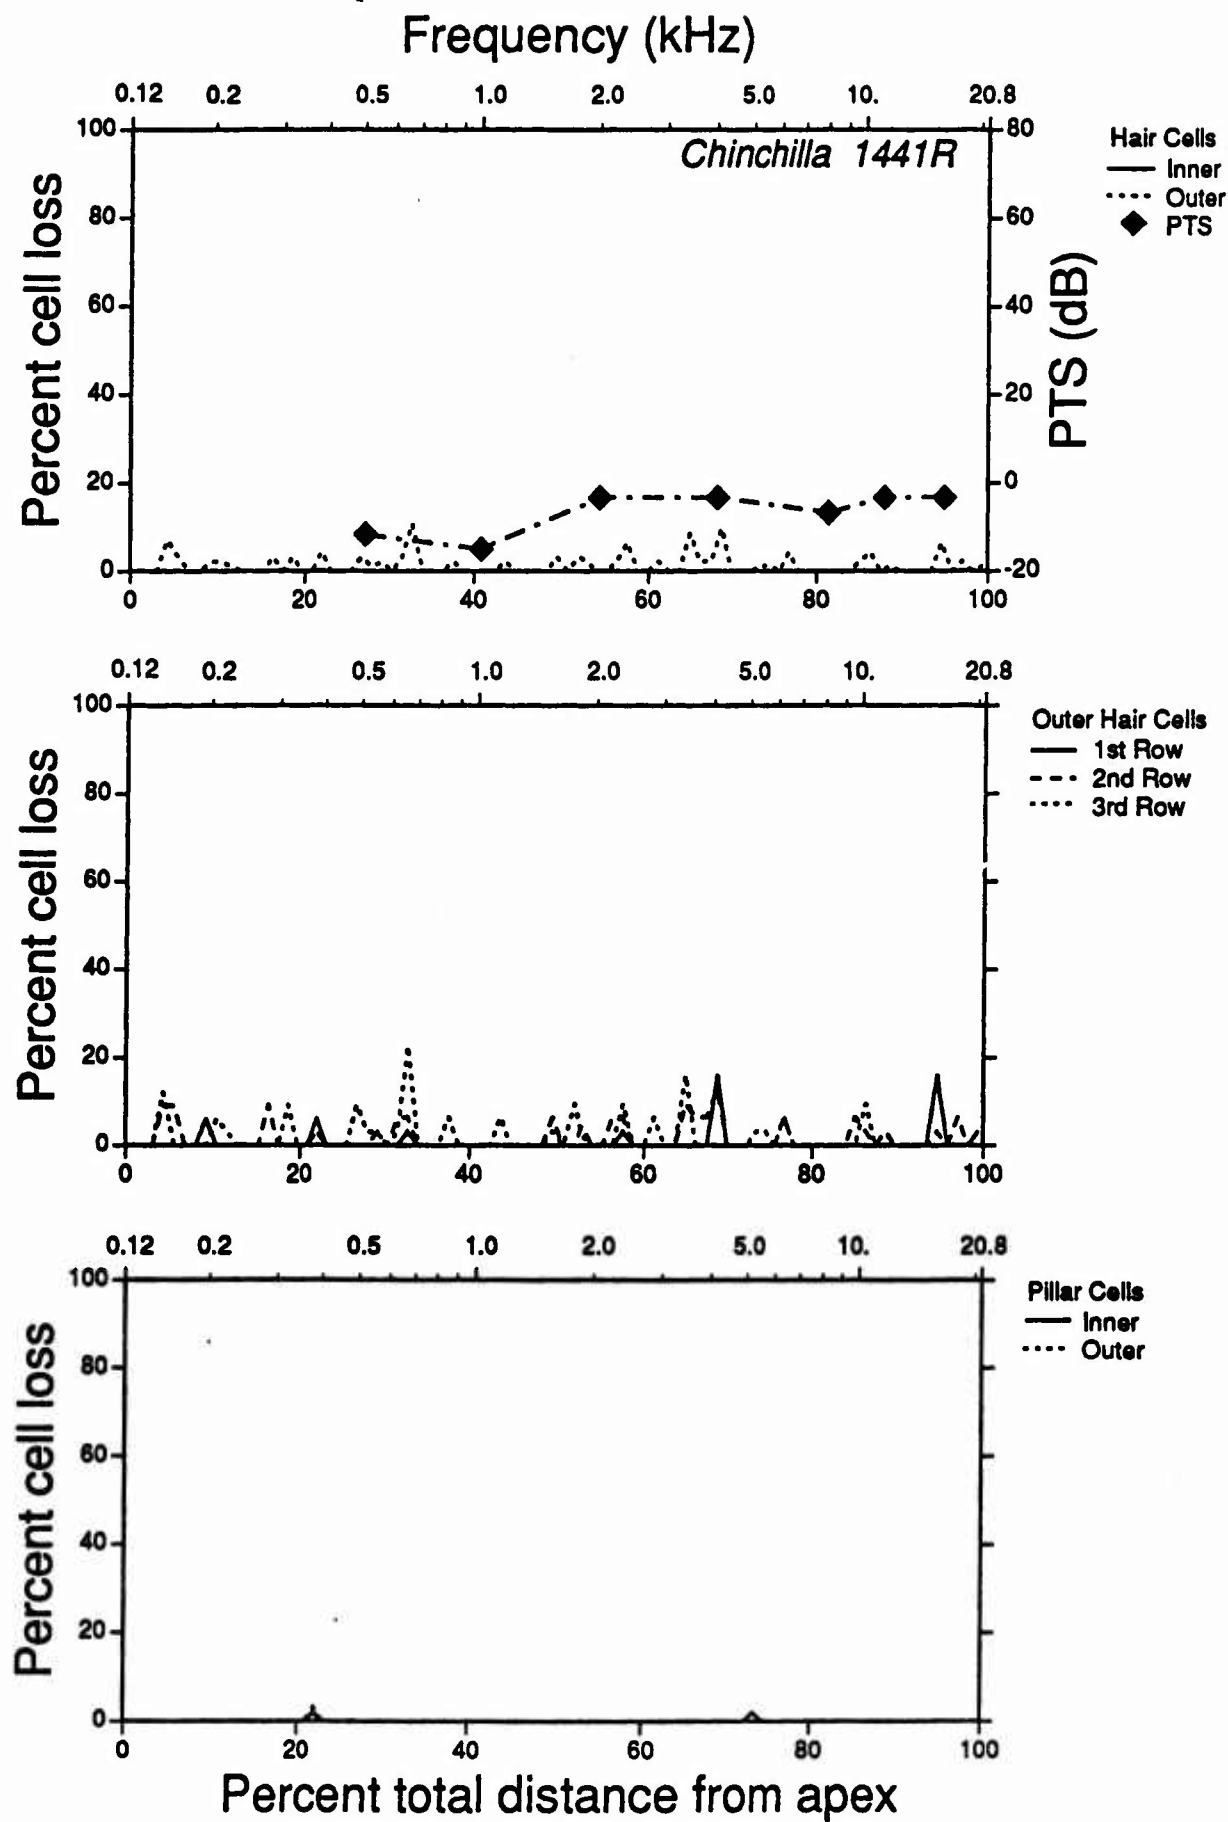 Frequency (kHz)
0.12 0.2 0.5 1.0 2.0 5.0 10. 20.8
Chinchilla 1441R
Percent cell loss
100
80
60
40
20
0
0 20 40 60 80 100
80
60
40
20
0
-20
PTS (dB)
Hair Cells
Inner
Outer
PTS
0.12 0.2 0.5 1.0 2.0 5.0 10. 20.8
Percent cell loss
100
80
60
40
20
0
0 20 40 60 80 100
Outer Hair Cells
1st Row
2nd Row
3rd Row
0.12 0.2 0.5 1.0 2.0 5.0 10. 20.8
Percent cell loss
100
80
60
40
20
0
0 20 40 60 80 100
Pillar Cells
Inner
Outer
Percent total distance from apex